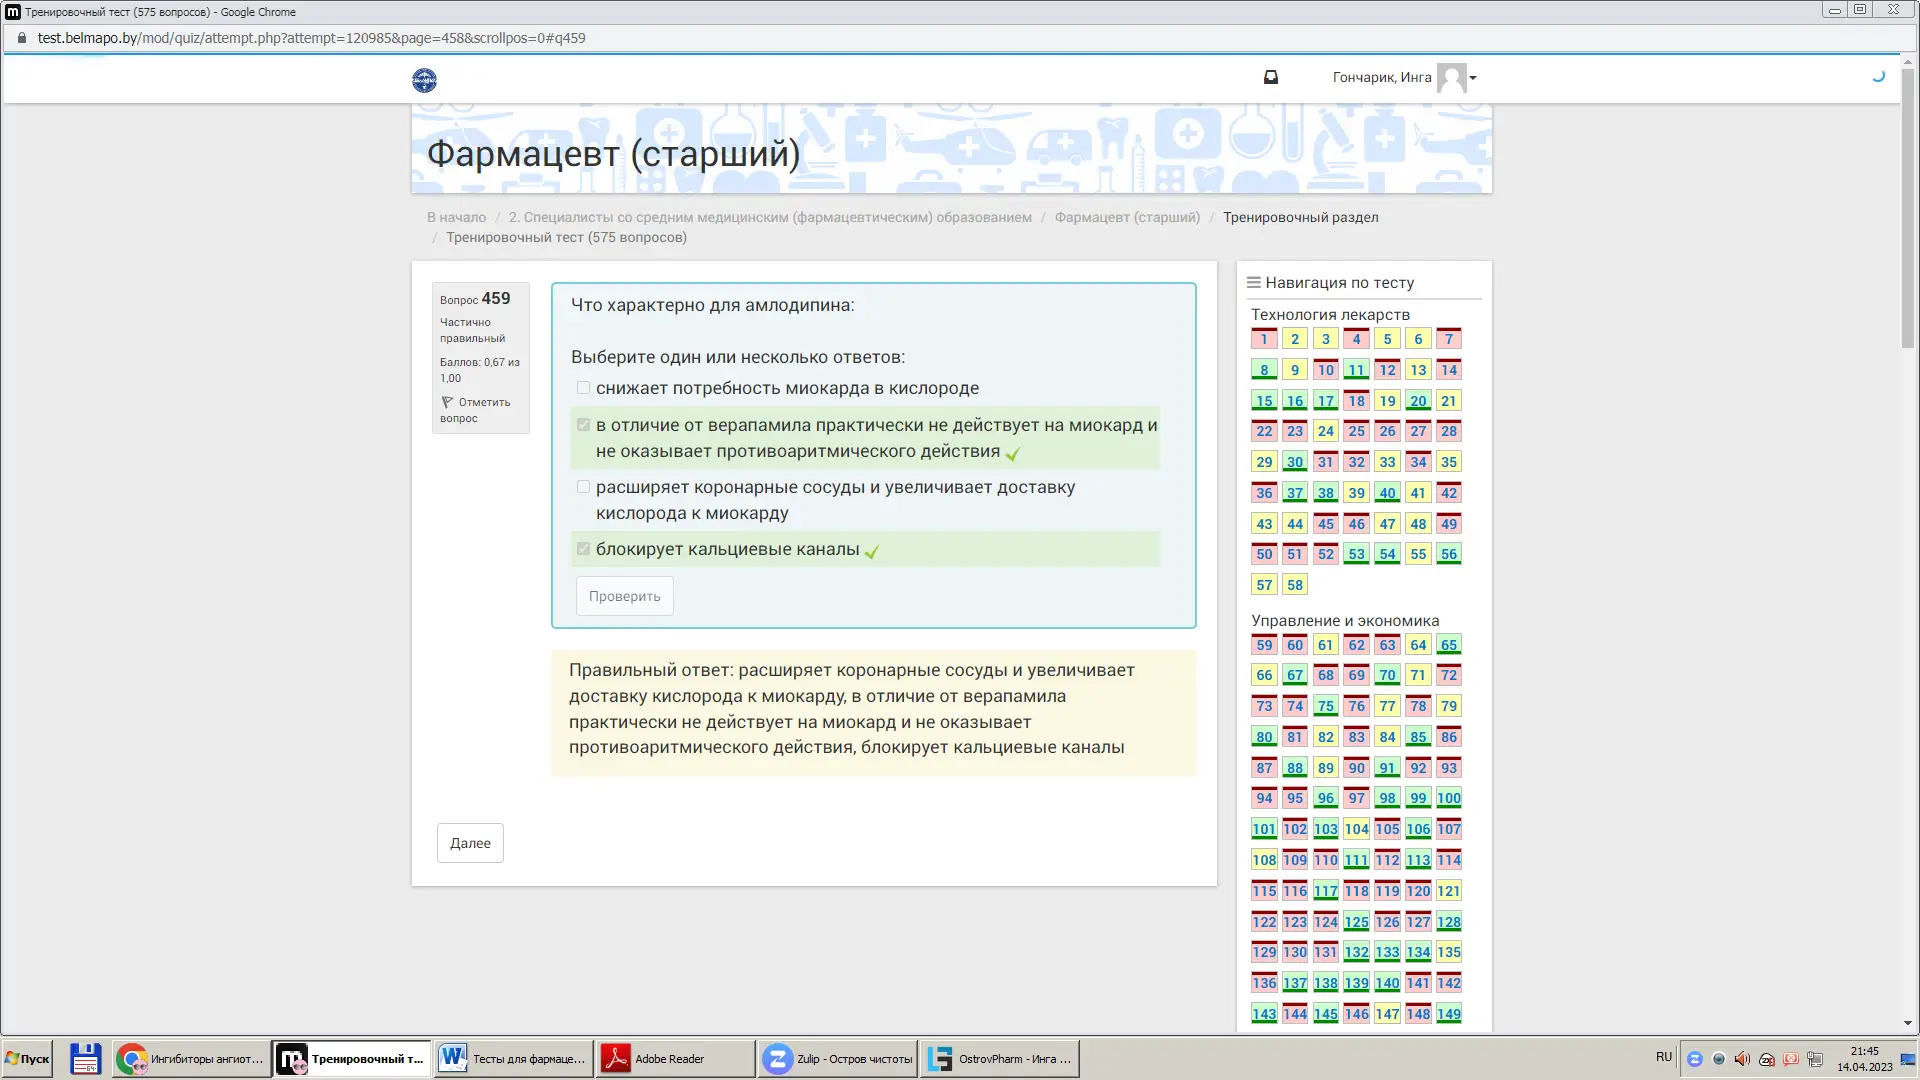 Тренировочный тест (575 вопросов) - Google Chrome
test.belmapo.by/mod/quiz/attempt.php?attempt=120985&page=458&scrollpos=0#q459
Гончарик, Инга
Фармацевт (старший)
В начало / 2. Специалисты со средним медицинским (фармацевтическим) образованием / Фармацевт (старший) / Тренировочный раздел
/ Тренировочный тест (575 вопросов)
Вопрос 459
Частично
правильный
Баллов: 0,67 из
1,00
Отметить
вопрос
Что характерно для амлодипина:
Выберите один или несколько ответов:
снижает потребность миокарда в кислороде
в отличие от верапамила практически не действует на миокард и
не оказывает противоаритмического действия
расширяет коронарные сосуды и увеличивает доставку
кислорода к миокарду
блокирует кальциевые каналы
Проверить
Правильный ответ: расширяет коронарные сосуды и увеличивает
доставку кислорода к миокарду, в отличие от верапамила
практически не действует на миокард и не оказывает
противоаритмического действия, блокирует кальциевые каналы
Далее
Навигация по тесту
Технология лекарств
1 2 3 4 5 6 7
8 9 10 11 12 13 14
15 16 17 18 19 20 21
22 23 24 25 26 27 28
29 30 31 32 33 34 35
36 37 38 39 40 41 42
43 44 45 46 47 48 49
50 51 52 53 54 55 56
57 58
Управление и экономика
59 60 61 62 63 64 65
66 67 68 69 70 71 72
73 74 75 76 77 78 79
80 81 82 83 84 85 86
87 88 89 90 91 92 93
94 95 96 97 98 99 100
101 102 103 104 105 106 107
108 109 110 111 112 113 114
115 116 117 118 119 120 121
122 123 124 125 126 127 128
129 130 131 132 133 134 135
136 137 138 139 140 141 142
143 144 145 146 147 148 149
Пуск
Ингибиторы ангиот...
Тренировочный т...
Тесты для фармаце...
Adobe Reader
Zulip - Остров чистоты
OstrovPharm - Инга ...
RU
21:45
14.04.2023